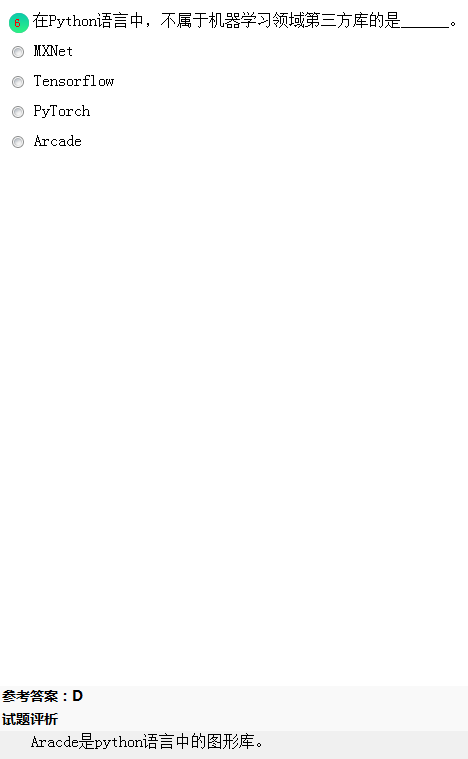 6 在Python语言中，不属于机器学习领域第三方库的是______。
MXNet
Tensorflow
PyTorch
Arcade
参考答案：D
试题评析
Aracde是python语言中的图形库。